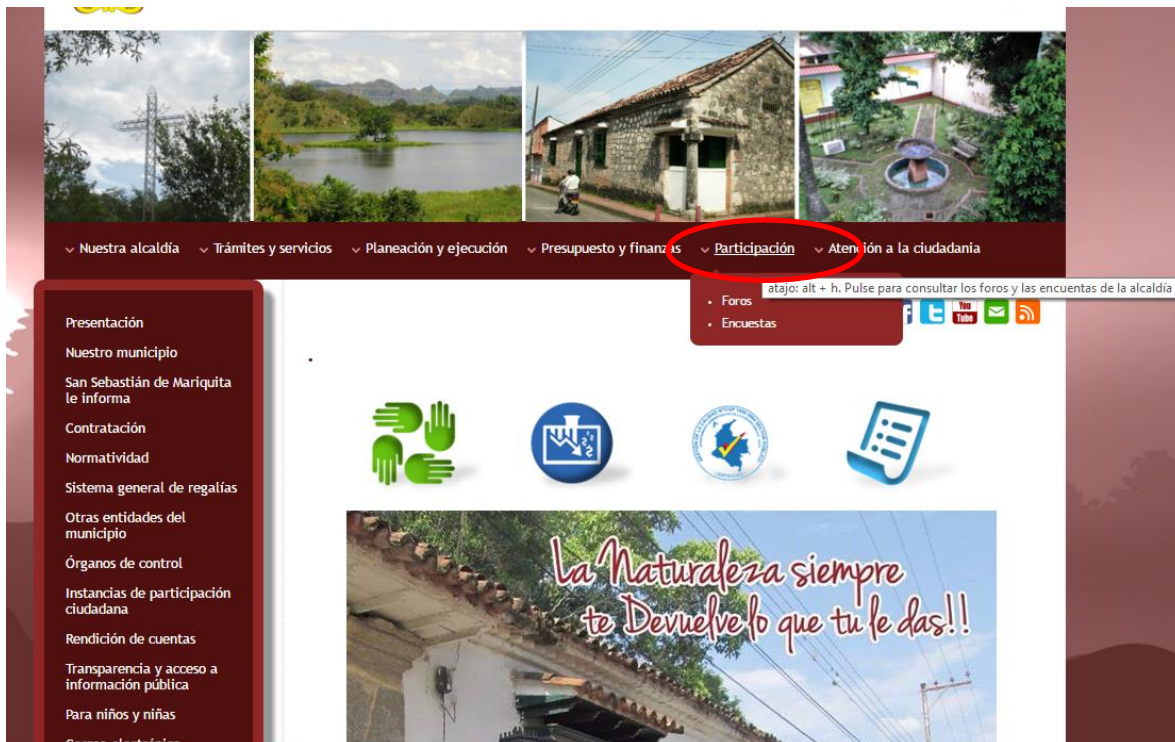 Nuestra alcaldía Trámites y servicios Planeación y ejecución Presupuesto y finanzas Participación Atención a la ciudadania
atajo: alt + h. Pulse para consultar los foros y las encuentas de la alcaldía
Foros
Encuestas
You
Tube
Presentación
Nuestro municipio
San Sebastián de Mariquita
le informa
Contratación
Normatividad
Sistema general de regalías
Otras entidades del
municipio
Órganos de control
Instancias de participación
ciudadana
Rendición de cuentas
Transparencia y acceso a
información pública
Para niños y niñas
La Naturaleza siempre
te Devuelve lo que tu le das!!